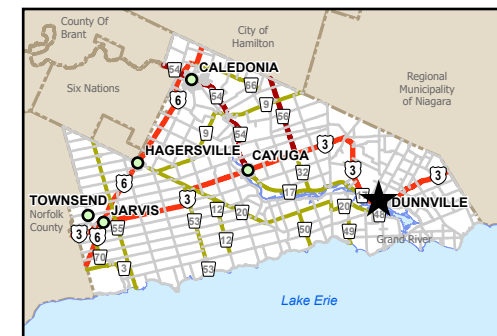 County Of
Brant
City of
Hamilton
54
CALEDONIA
Six Nations
6
54
66
9
Regional
Municipality
of Niagara
9
54
56
3
HAGERSVILLE
CAYUGA
3
3
6
32
17
TOWNSEND
3
DUNNVILLE
Norfolk
County
JARVIS
53
12
20
20
3
6
55
12
50
49
Grand River
70
3
53
Lake Erie